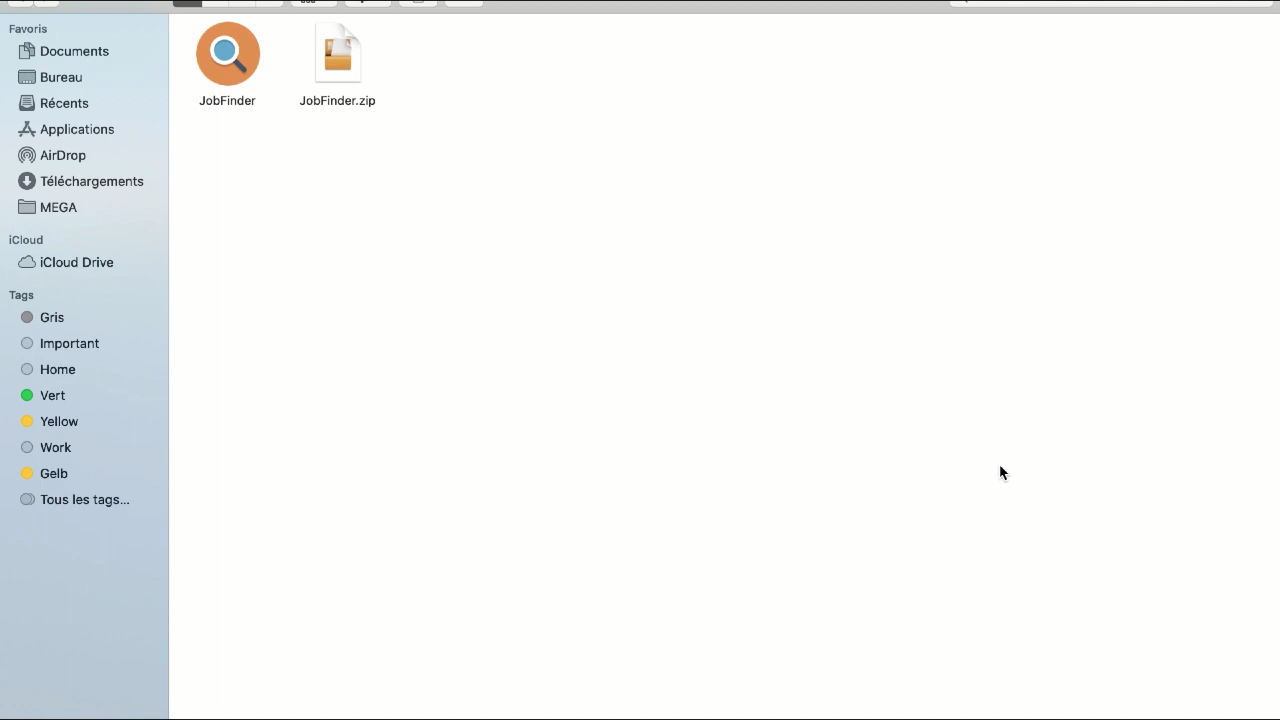 Favoris
Documents
Bureau
Récents
Applications
AirDrop
Téléchargements
MEGA
iCloud
iCloud Drive
Tags
Gris
Important
Home
Vert
Yellow
Work
Gelb
Tous les tags...
JobFinder
JobFinder.zip